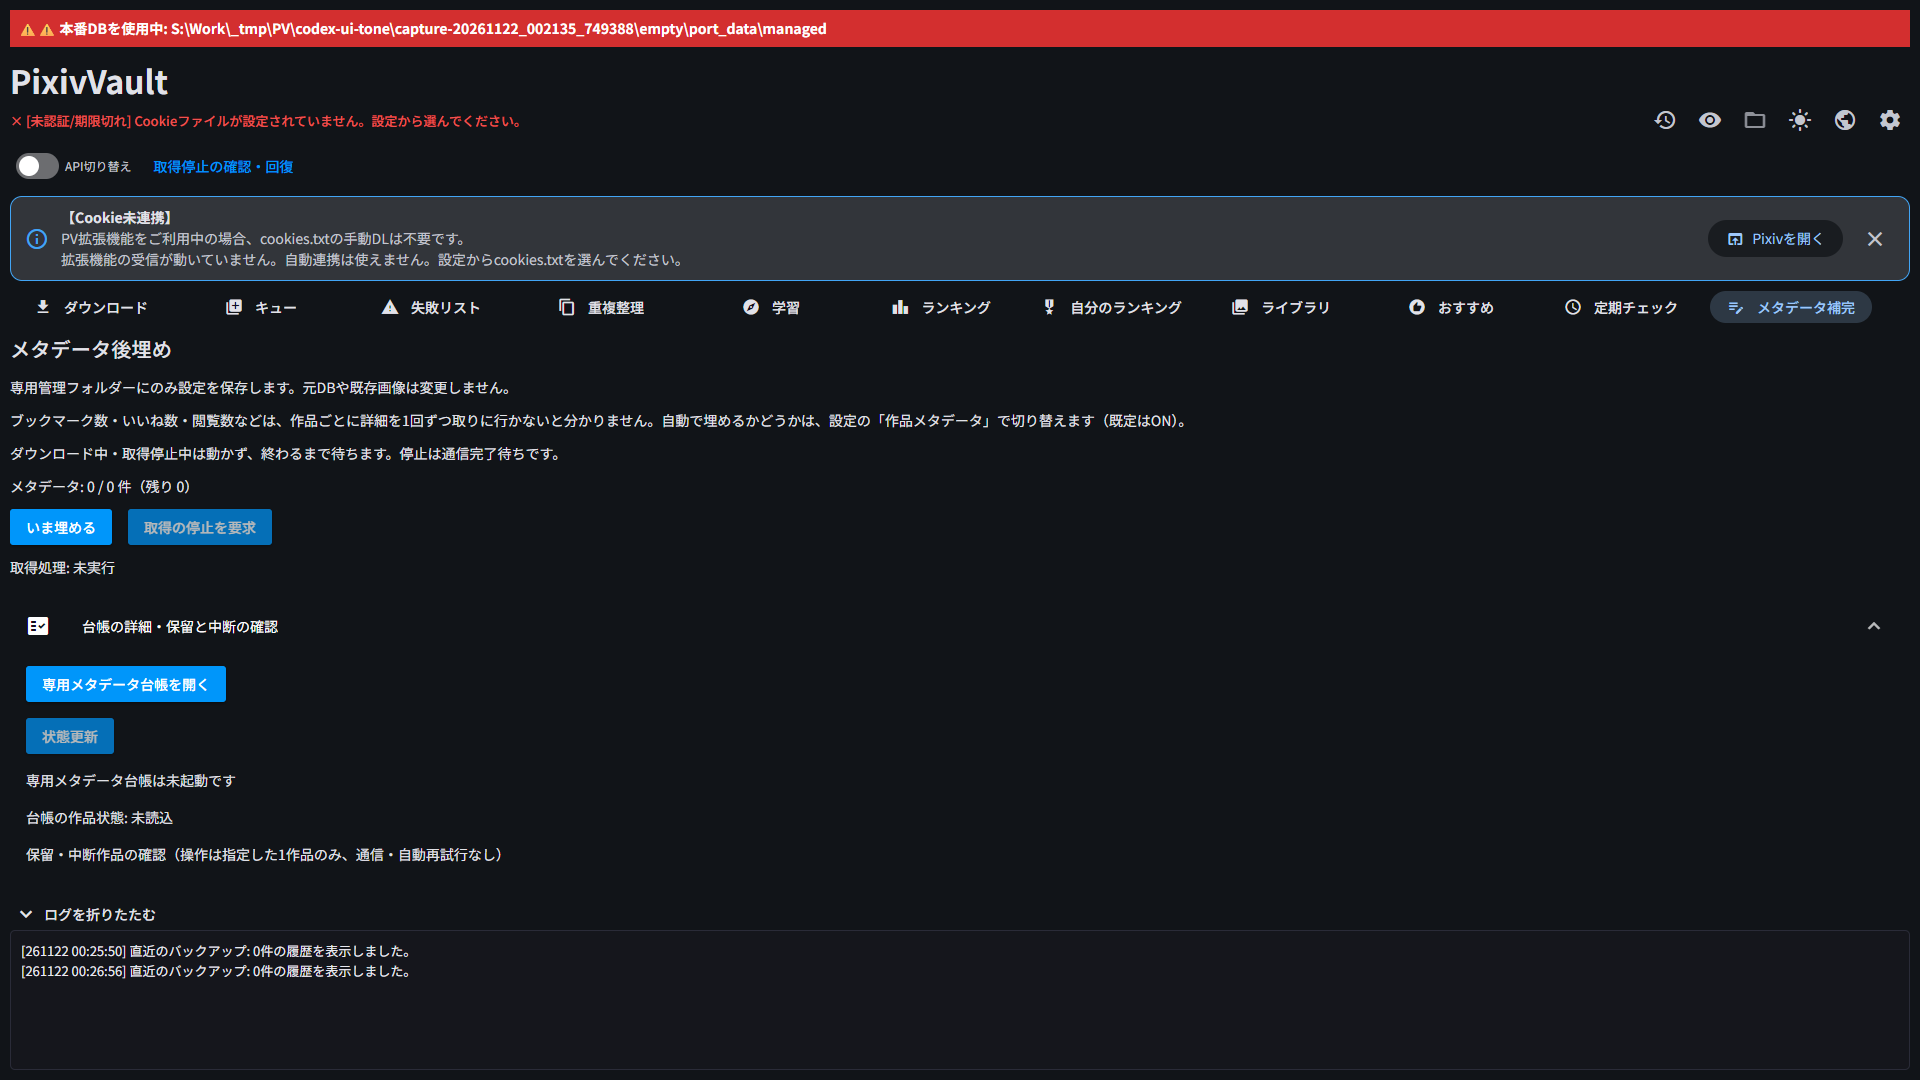 本番DBを使用中: S:\Work\_tmp\PV\codex-ui-tone\capture-20261122_002135_749388\empty\port_data\managed
PixivVault
× [未認証/期限切れ] Cookieファイルが設定されていません。設定から選んでください。
API切り替え 取得停止の確認・回復
【Cookie未連携】
PV拡張機能をご利用中の場合、cookies.txtの手動DLは不要です。
拡張機能の受信が動いていません。自動連携は使えません。設定からcookies.txtを選んでください。
Pixivを開く
ダウンロード キュー 失敗リスト 重複整理 学習 ランキング 自分のランキング ライブラリ おすすめ 定期チェック メタデータ補完
メタデータ後埋め
専用管理フォルダーにのみ設定を保存します。元DBや既存画像は変更しません。
ブックマーク数・いいね数・閲覧数などは、作品ごとに詳細を1回ずつ取りに行かないと分かりません。自動で埋めるかどうかは、設定の「作品メタデータ」で切り替えます（既定はON）。
ダウンロード中・取得停止中は動かず、終わるまで待ちます。停止は通信完了待ちです。
メタデータ: 0 / 0 件（残り 0）
いま埋める 取得の停止を要求
取得処理: 未実行
台帳の詳細・保留と中断の確認
専用メタデータ台帳を開く
状態更新
専用メタデータ台帳は未起動です
台帳の作品状態: 未読込
保留・中断作品の確認（操作は指定した1作品のみ、通信・自動再試行なし）
ログを折りたたむ
[261122 00:25:50] 直近のバックアップ: 0件の履歴を表示しました。
[261122 00:26:56] 直近のバックアップ: 0件の履歴を表示しました。